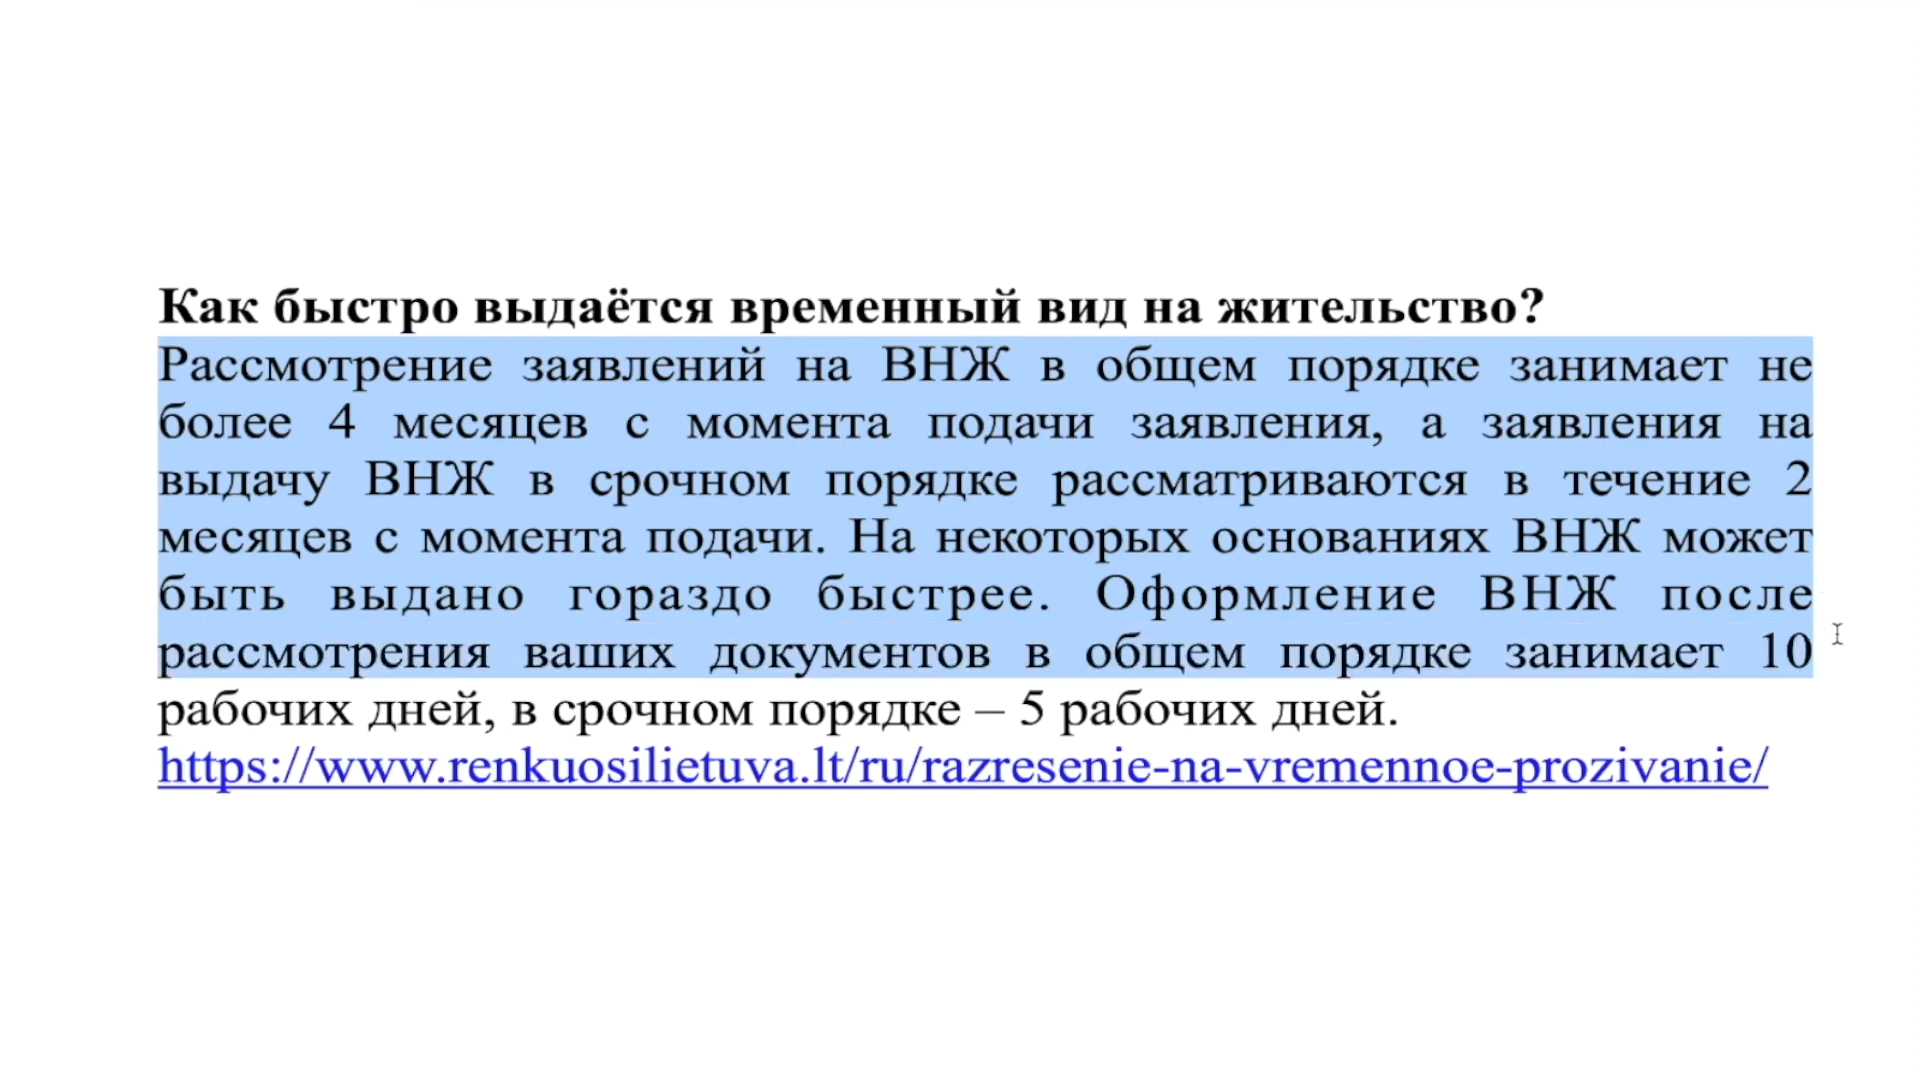 Как быстро выдаётся временный вид на жительство?
Рассмотрение заявлений на ВНЖ в общем порядке занимает не
более 4 месяцев с момента подачи заявления, а заявления на
выдачу ВНЖ в срочном порядке рассматриваются в течение 2
месяцев с момента подачи. На некоторых основаниях ВНЖ может
быть выдано гораздо быстрее. Оформление ВНЖ после
рассмотрения ваших документов в общем порядке занимает 10
рабочих дней, в срочном порядке – 5 рабочих дней.
https://www.renkuosilietuva.lt/ru/razresenie-na-vremennoe-prozivanie/